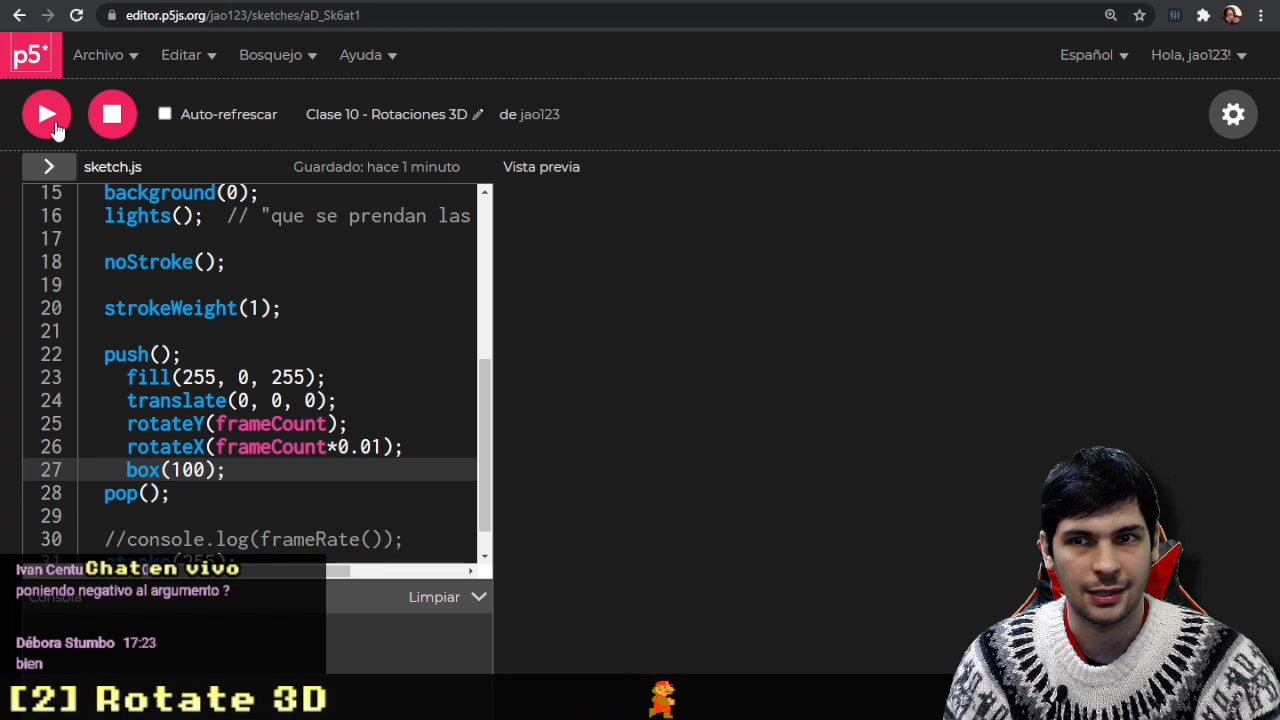 editor.p5js.org/jao123/sketches/aD_Sk6at1
p5* Archivo Editar Bosquejo Ayuda Español Hola, jao123!
Auto-refrescar Clase 10 - Rotaciones 3D de jao123
sketch.js Guardado: hace 1 minuto Vista previa
15 background(0);
16 lights(); // "que se prendan las
17
18 noStroke();
19
20 strokeWeight(1);
21
22 push();
23 fill(255, 0, 255);
24 translate(0, 0, 0);
25 rotateY(frameCount);
26 rotateX(frameCount*0.01);
27 box(100);
28 pop();
29
30 //console.log(frameRate());
Ivan Centu
Chat en vivo
poniendo negativo al argumento ?
Consola Limpiar
Débora Stumbo 17:23
bien
[2] Rotate 3D